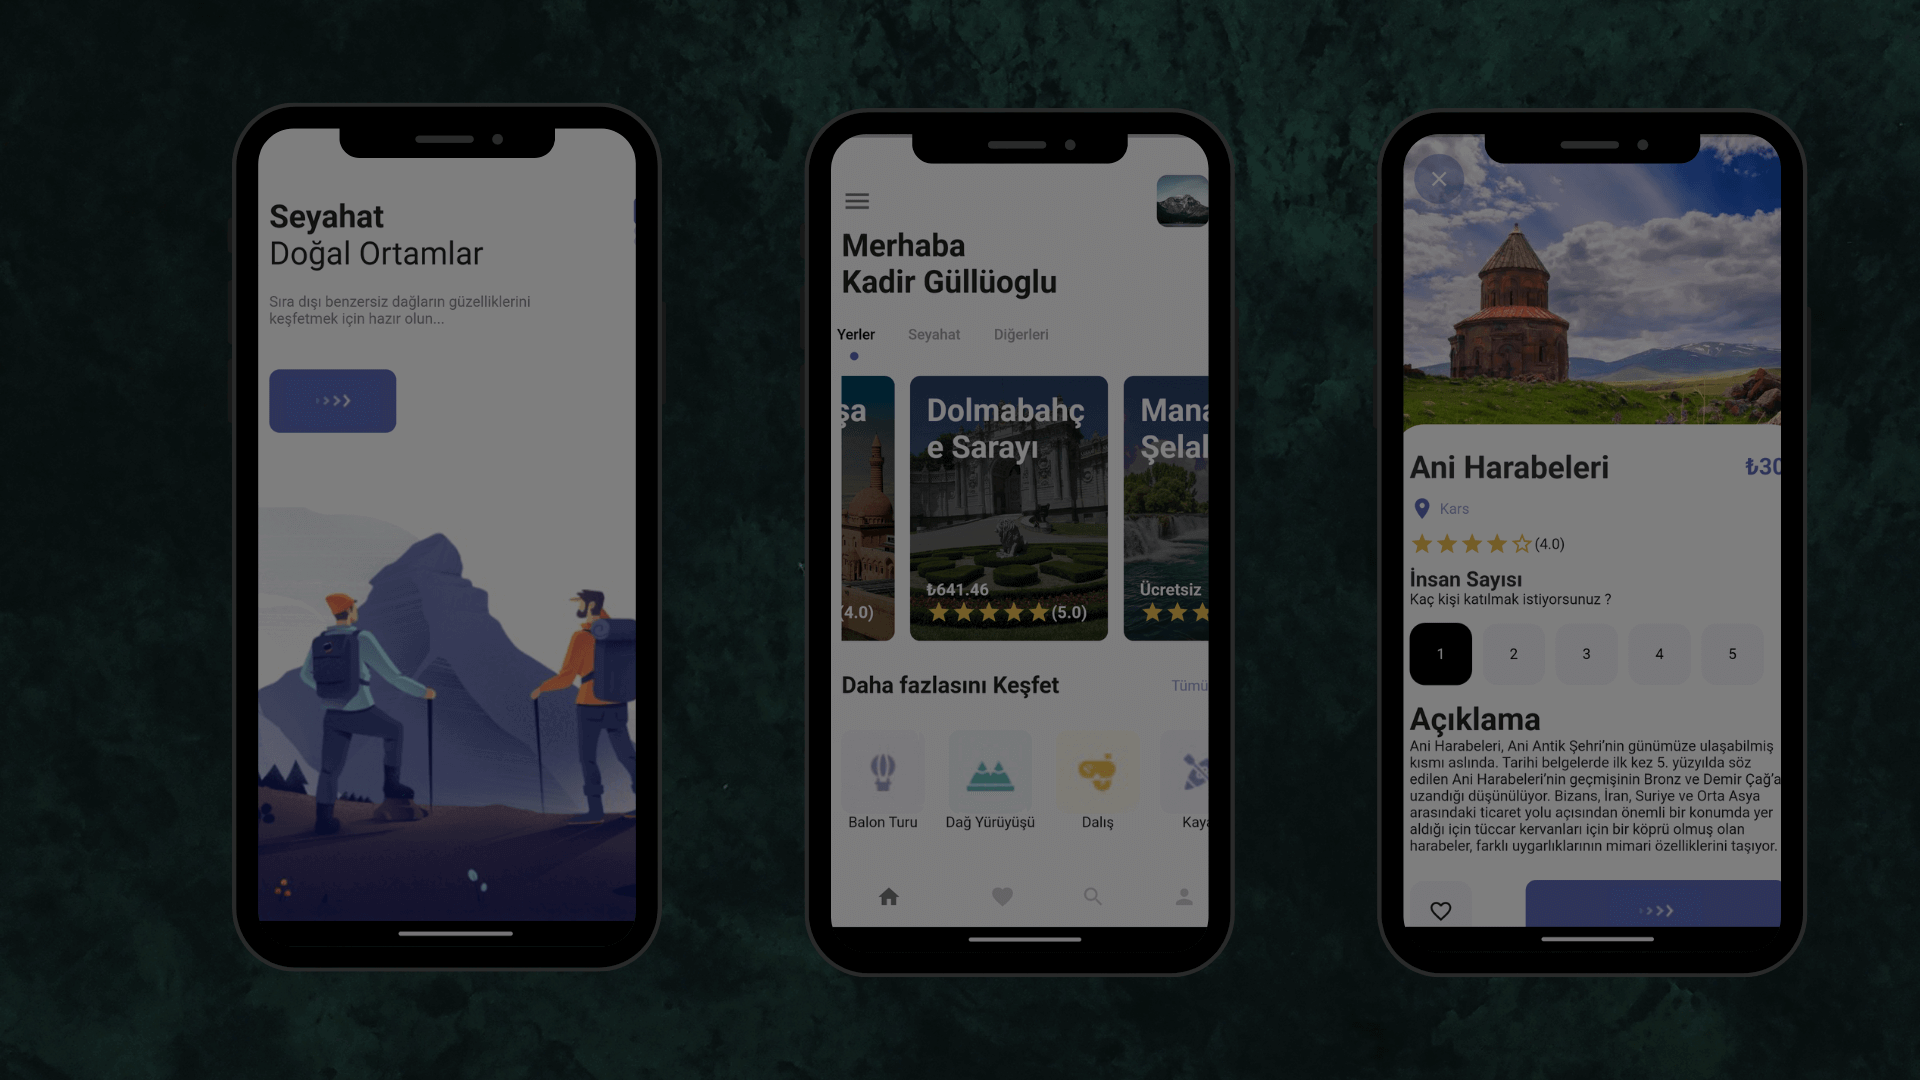 Seyahat
Doğal Ortamlar
Sıra dışı benzersiz dağların güzelliklerini
keşfetmek için hazır olun...
Merhaba
Kadir Güllüoglu
Yerler Seyahat Diğerleri
şa
(4.0)
Dolmabahç
e Sarayı
₺641.46
(5.0)
Mana
Şelal
Ücretsiz
Daha fazlasını Keşfet Tümü
Balon Turu Dağ Yürüyüşü Dalış Kaya
Ani Harabeleri ₺30
Kars
(4.0)
İnsan Sayısı
Kaç kişi katılmak istiyorsunuz ?
1 2 3 4 5
Açıklama
Ani Harabeleri, Ani Antik Şehri’nin günümüze ulaşabilmiş
kısmı aslında. Tarihi belgelerde ilk kez 5. yüzyılda söz
edilen Ani Harabeleri’nin geçmişinin Bronz ve Demir Çağ’a
uzandığı düşünülüyor. Bizans, İran, Suriye ve Orta Asya
arasındaki ticaret yolu açısından önemli bir konumda yer
aldığı için tüccar kervanları için bir köprü olmuş olan
harabeler, farklı uygarlıklarının mimari özelliklerini taşıyor.